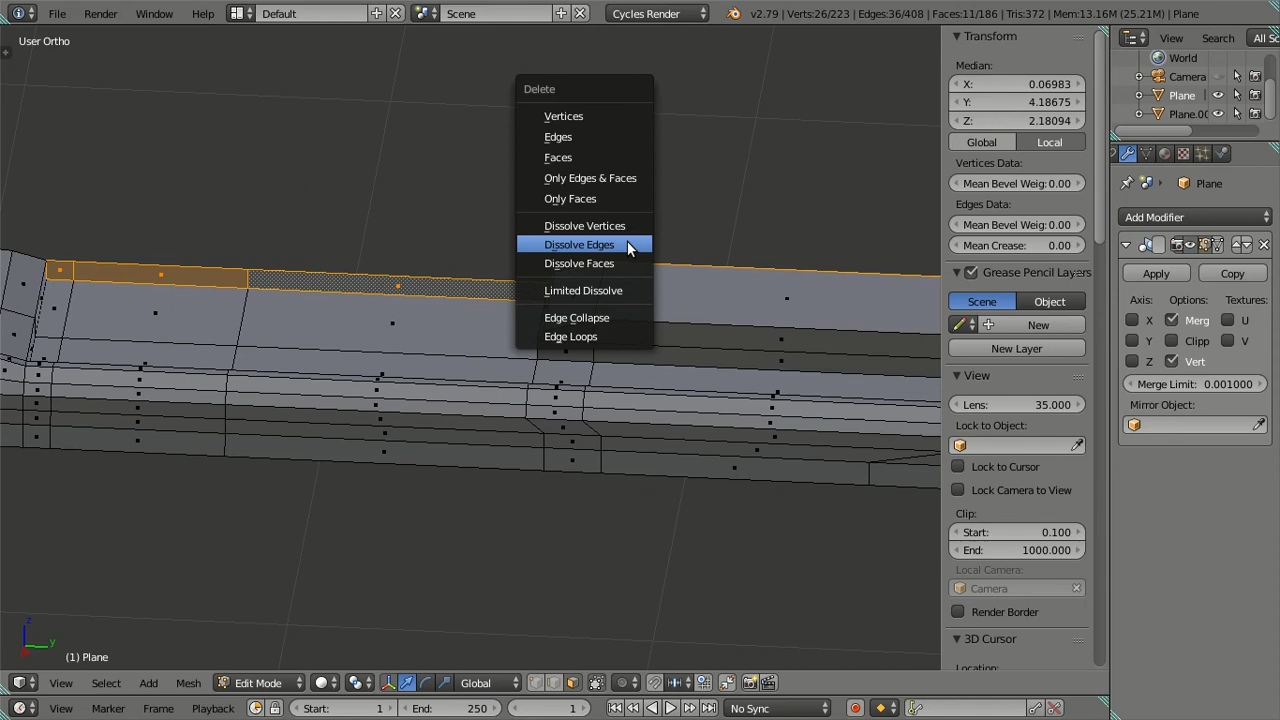 File Render Window Help Default Scene Cycles Render v2.79 | Verts:26/223 | Edges:36/408 | Faces:11/186 | Tris:372 | Mem:13.16M (25.21M) | Plane
User Ortho
Delete
Vertices
Edges
Faces
Only Edges & Faces
Only Faces
Dissolve Vertices
Dissolve Edges
Dissolve Faces
Limited Dissolve
Edge Collapse
Edge Loops
z
y
(1) Plane
Transform
Median:
X: 0.06983
Y: 4.18675
Z: 2.18094
Global Local
Vertices Data:
Mean Bevel Weig: 0.00
Edges Data:
Mean Bevel Weig: 0.00
Mean Crease: 0.00
Grease Pencil Layers
Scene Object
New
New Layer
View
Lens: 35.000
Lock to Object:
Lock to Cursor
Lock Camera to View
Clip:
Start: 0.100
End: 1000.000
Local Camera:
Camera
Render Border
3D Cursor
Location:
View Search All Sc
World
Camera
Plane
Plane.00
Plane
Add Modifier
Apply Copy
Axis: Options: Textures:
X Merg U
Y Clipp V
Z Vert
Merge Limit: 0.001000
Mirror Object:
View Select Add Mesh Edit Mode Global
View Marker Frame Playback Start: 1 End: 250 1 No Sync